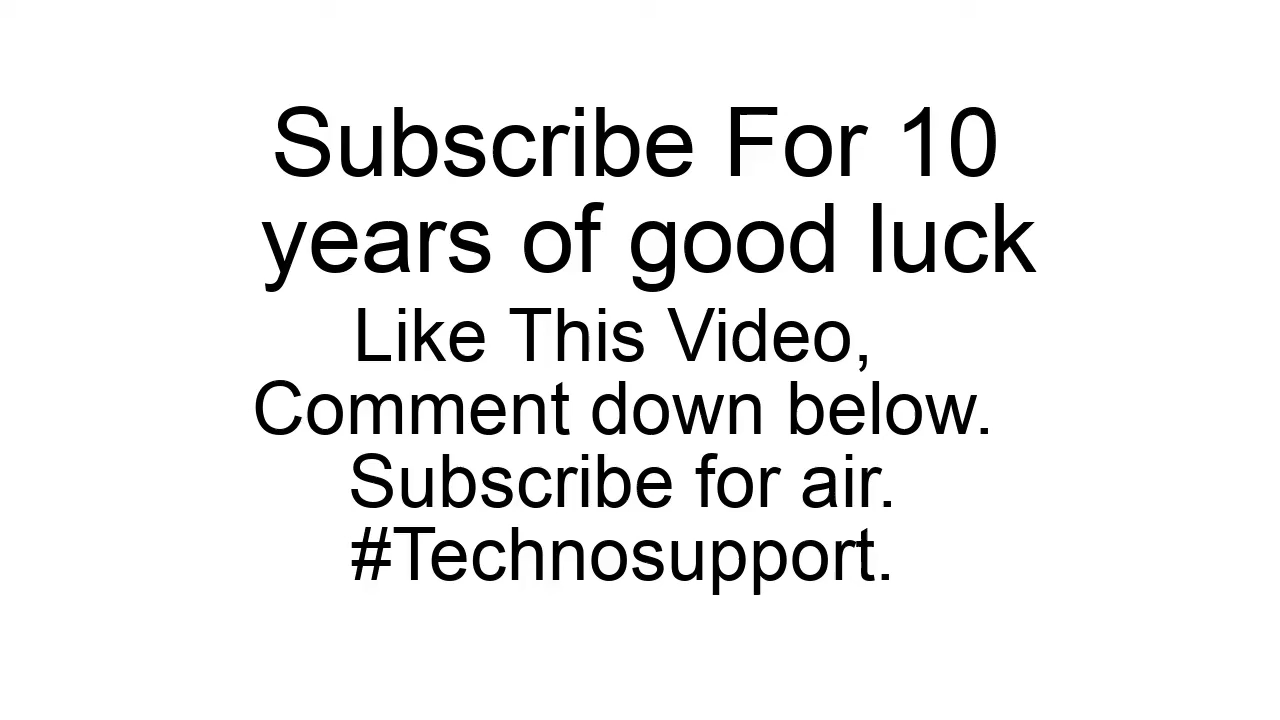 Subscribe For 10
years of good luck
Like This Video,
Comment down below.
Subscribe for air.
#Technosupport.